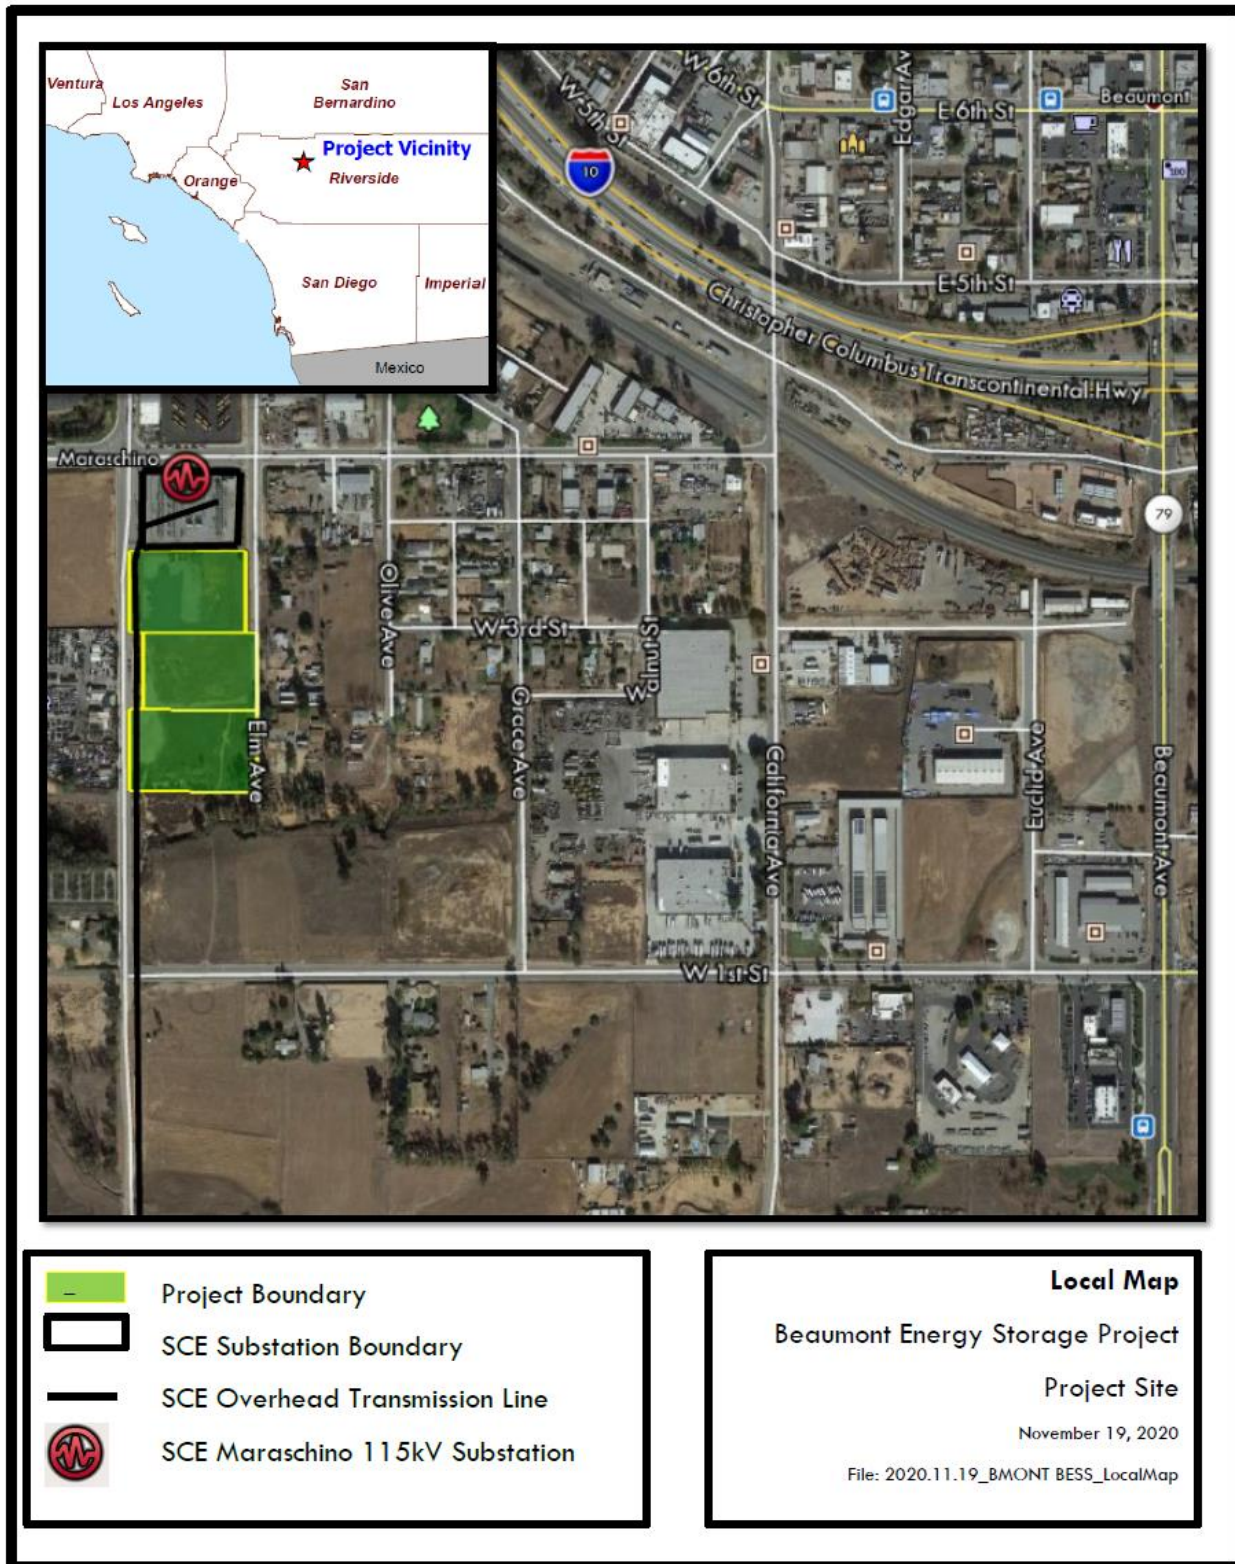 Ventura
Los Angeles
San
Bernardino
Project Vicinity
Orange
Riverside
San Diego
Imperial
Mexico
W 6th St
W 5th St
10
Edgar Av
E 6th St
Beaumont
E 5th St
Christopher Columbus Transcontinental Hwy
79
Maraschino
Olive Ave
W 3rd St
Walnut St
Grace Ave
Elm Ave
California Ave
Euclid Ave
Beaumont Ave
W 1st St
Project Boundary
SCE Substation Boundary
SCE Overhead Transmission Line
SCE Maraschino 115kV Substation
Local Map
Beaumont Energy Storage Project
Project Site
November 19, 2020
File: 2020.11.19_BMONT BESS_LocalMap